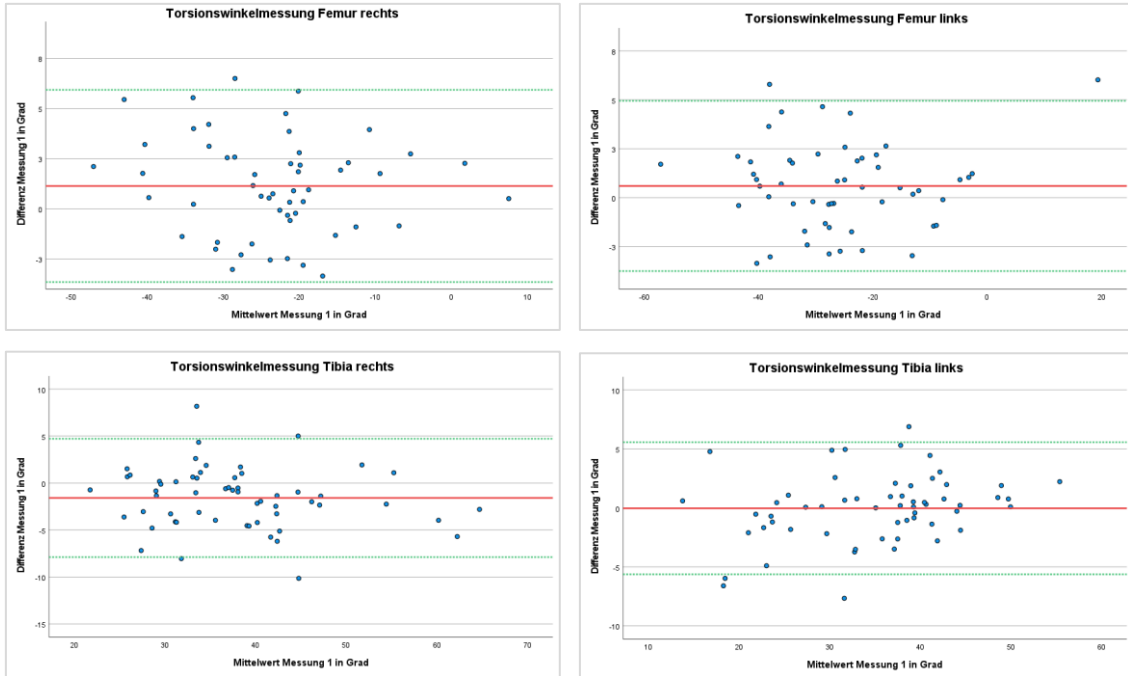 Torsionswinkelmessung Femur rechts
Differenz Messung 1 in Grad
8
5
3
0
-3
-50 -40 -30 -20 -10 0 10
Mittelwert Messung 1 in Grad
Torsionswinkelmessung Femur links
Differenz Messung 1 in Grad
8
5
3
0
-3
-60 -40 -20 0 20
Mittelwert Messung 1 in Grad
Torsionswinkelmessung Tibia rechts
Differenz Messung 1 in Grad
10
5
0
-5
-10
-15
20 30 40 50 60 70
Mittelwert Messung 1 in Grad
Torsionswinkelmessung Tibia links
Differenz Messung 1 in Grad
10
5
0
-5
-10
10 20 30 40 50 60
Mittelwert Messung 1 in Grad